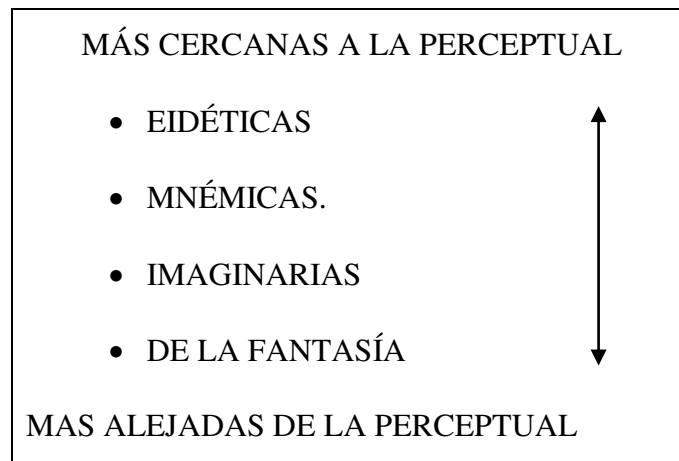 MÁS CERCANAS A LA PERCEPTUAL
• EIDÉTICAS
• MNÉMICAS.
• IMAGINARIAS
• DE LA FANTASÍA
MAS ALEJADAS DE LA PERCEPTUAL